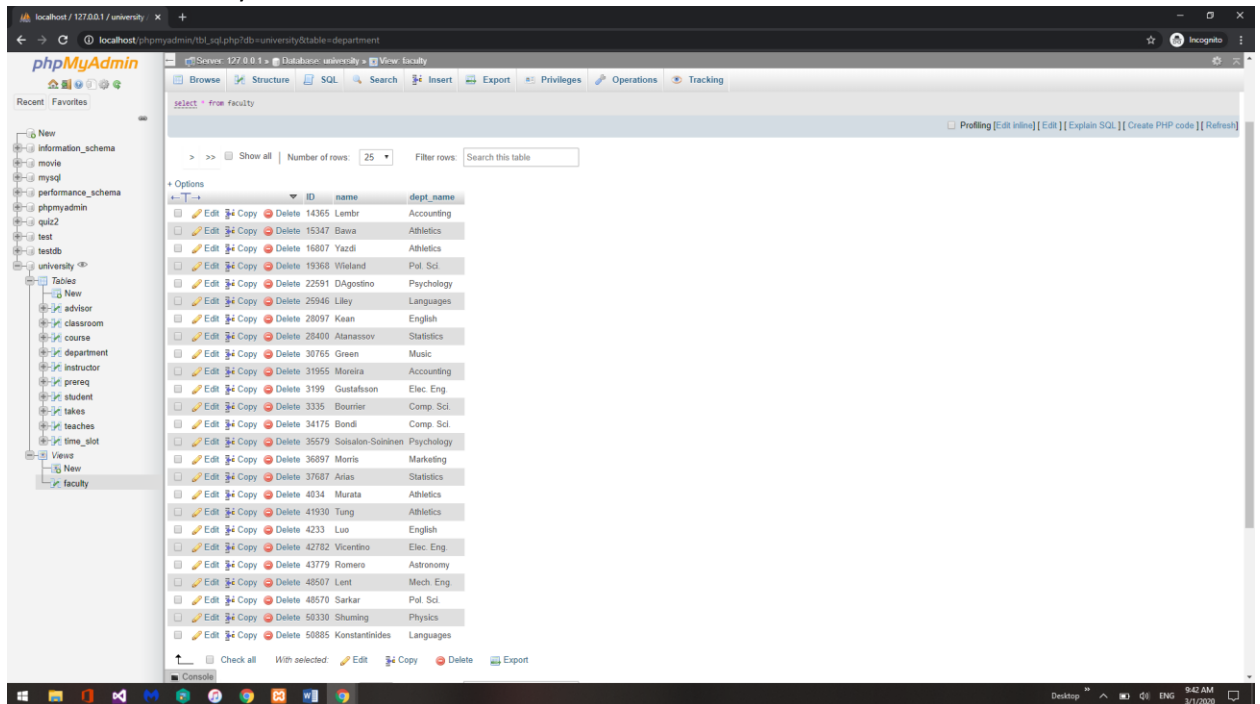 localhost / 127.0.0.1 / university /
localhost/phpmyadmin/tbl_sql.php?db=university&table=department
Incognito
phpMyAdmin
Recent Favorites
New
information_schema
movie
mysql
performance_schema
phpmyadmin
quiz2
test
testdb
university
Tables
New
advisor
classroom
course
department
instructor
prereq
student
takes
teaches
time_slot
Views
New
faculty
Server: 127.0.0.1 » Database: university » View: faculty
Browse Structure SQL Search Insert Export Privileges Operations Tracking
select * from faculty
Profiling [Edit inline] [ Edit ] [ Explain SQL ] [ Create PHP code ] [ Refresh]
> >> Show all | Number of rows: 25 Filter rows: Search this table
+ Options
←T→ ID name dept_name
Edit Copy Delete 14365 Lembr Accounting
Edit Copy Delete 15347 Bawa Athletics
Edit Copy Delete 16807 Yazdi Athletics
Edit Copy Delete 19368 Wieland Pol. Sci.
Edit Copy Delete 22591 DAgostino Psychology
Edit Copy Delete 25946 Liley Languages
Edit Copy Delete 28097 Kean English
Edit Copy Delete 28400 Atanassov Statistics
Edit Copy Delete 30765 Green Music
Edit Copy Delete 31955 Moreira Accounting
Edit Copy Delete 3199 Gustafsson Elec. Eng.
Edit Copy Delete 3335 Bourrier Comp. Sci.
Edit Copy Delete 34175 Bondi Comp. Sci.
Edit Copy Delete 35579 Soisalon-Soininen Psychology
Edit Copy Delete 36897 Morris Marketing
Edit Copy Delete 37687 Arias Statistics
Edit Copy Delete 4034 Murata Athletics
Edit Copy Delete 41930 Tung Athletics
Edit Copy Delete 4233 Luo English
Edit Copy Delete 42782 Vicentino Elec. Eng.
Edit Copy Delete 43779 Romero Astronomy
Edit Copy Delete 48507 Lent Mech. Eng.
Edit Copy Delete 48570 Sarkar Pol. Sci.
Edit Copy Delete 50330 Shuming Physics
Edit Copy Delete 50885 Konstantinides Languages
Check all With selected: Edit Copy Delete Export
Console
Desktop ENG 9:42 AM
3/1/2020